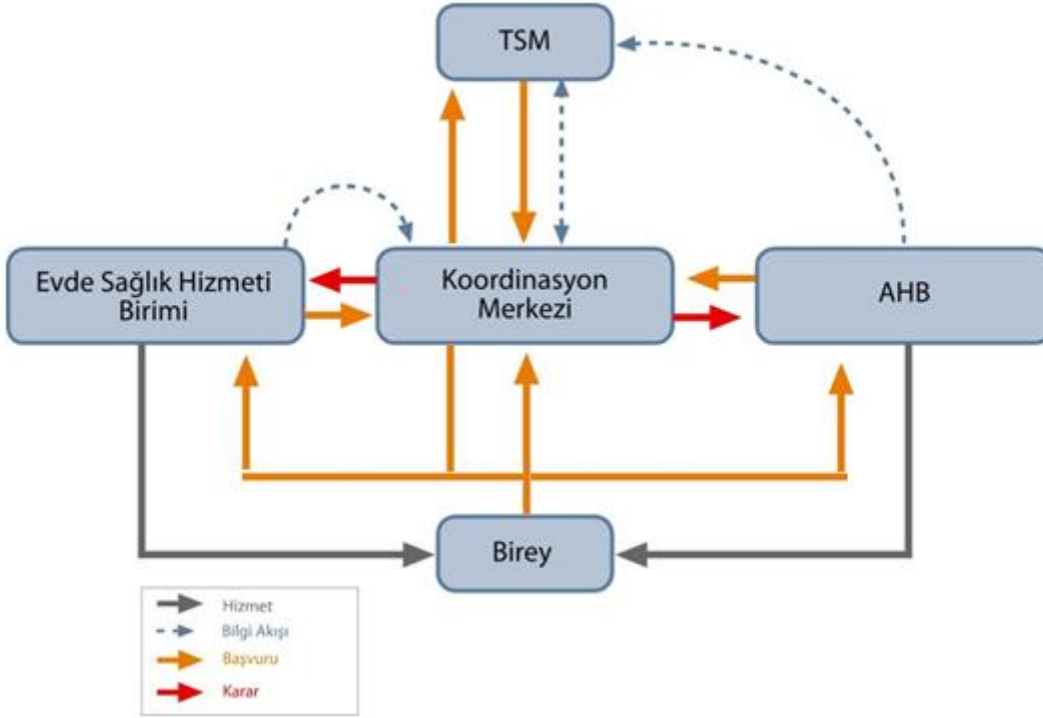 TSM
Evde Sağlık Hizmeti
Birimi
Koordinasyon
Merkezi
AHB
Birey
Hizmet
Bilgi Akışı
Başvuru
Karar